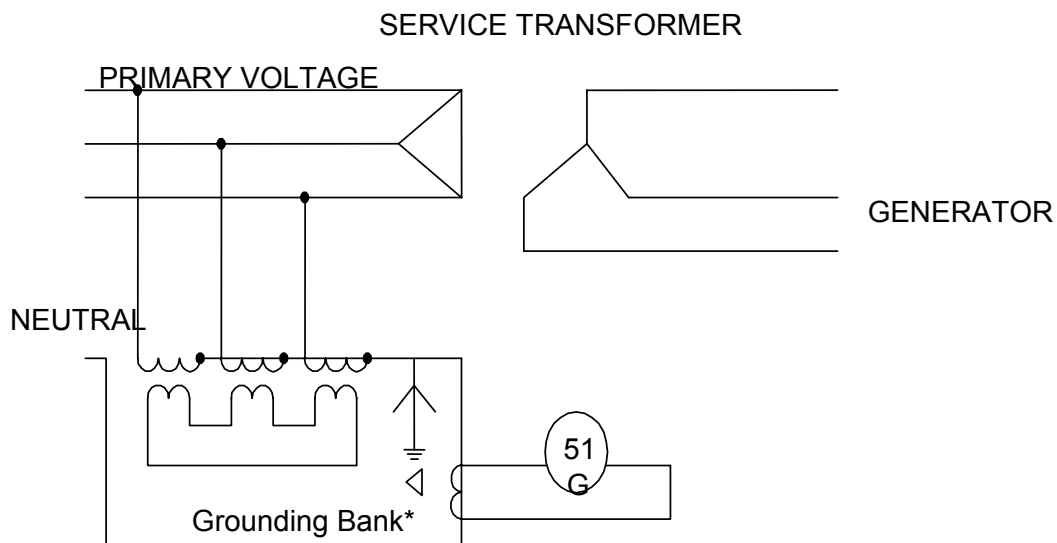 SERVICE TRANSFORMER
PRIMARY VOLTAGE
GENERATOR
NEUTRAL
51
G
Grounding Bank*